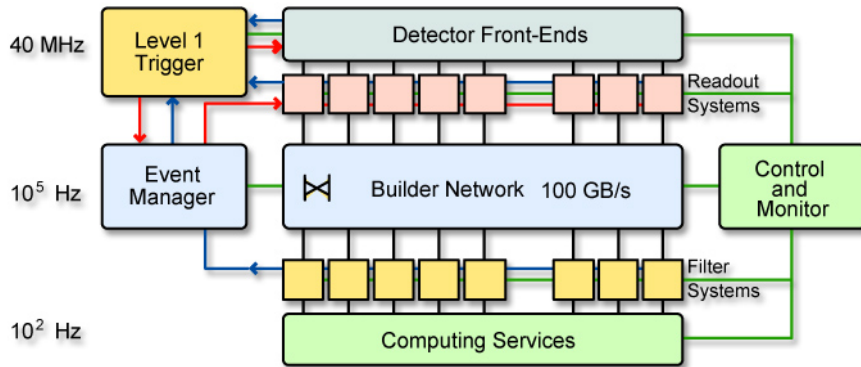 40 MHz
Level 1
Trigger
Detector Front-Ends
Readout
Systems
10⁵ Hz
Event
Manager
Builder Network 100 GB/s
Control
and
Monitor
Filter
Systems
10² Hz
Computing Services